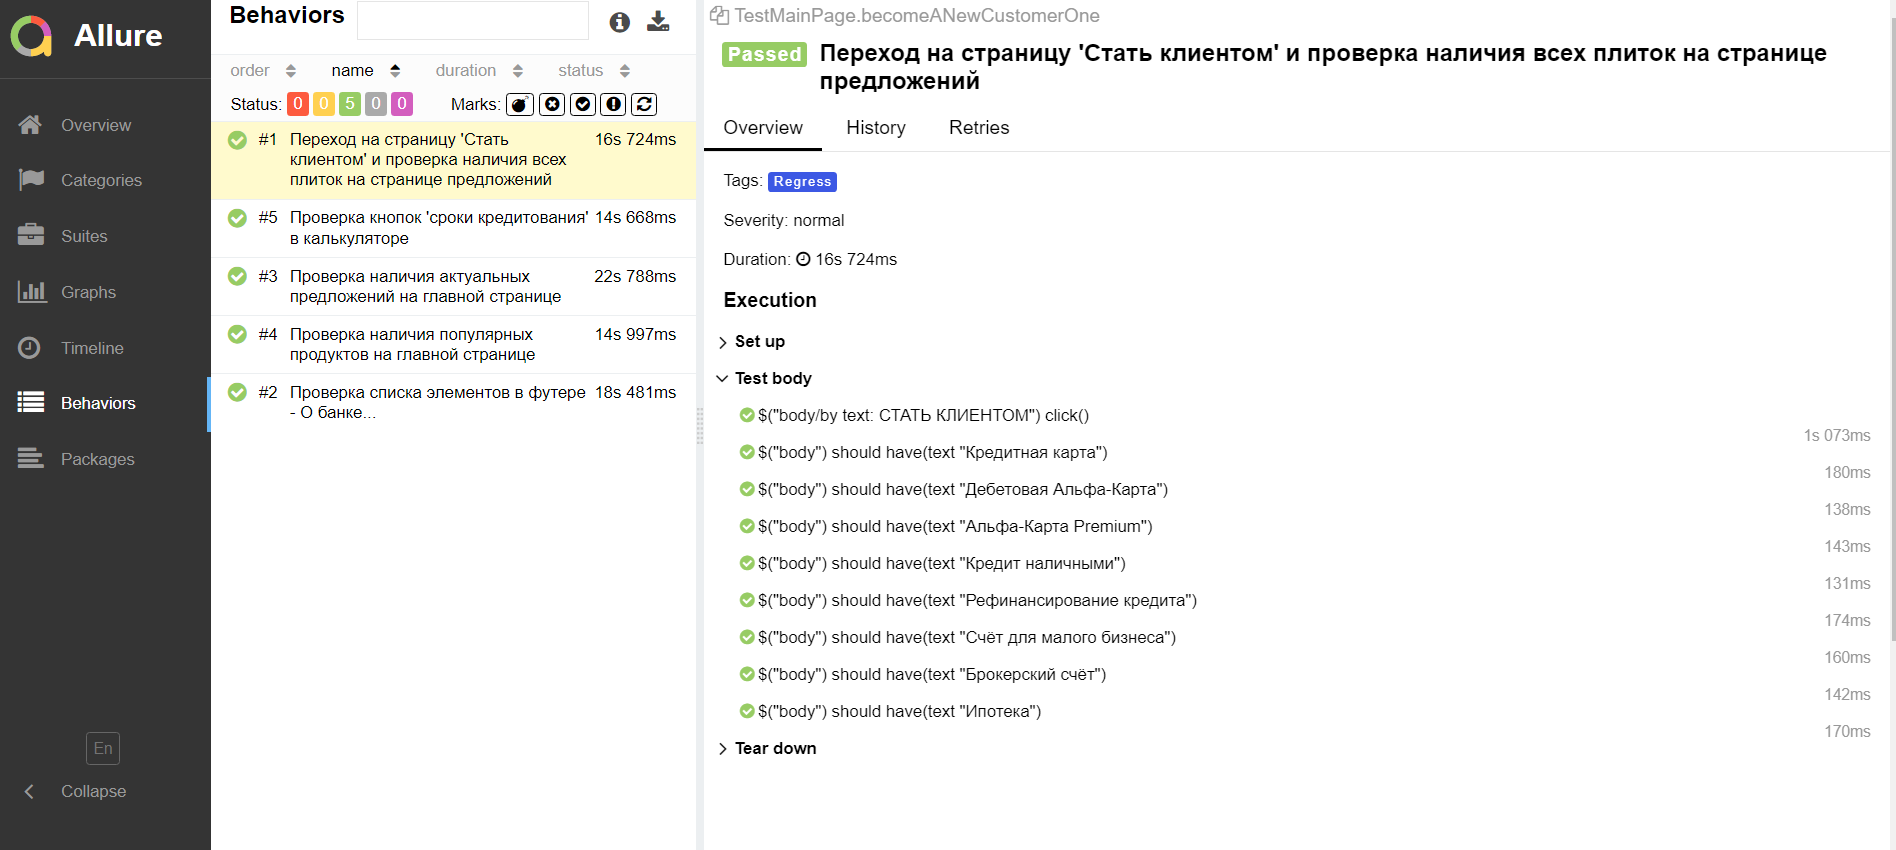 Allure
Overview
Categories
Suites
Graphs
Timeline
Behaviors
Packages
En
Collapse
Behaviors
order name duration status
Status: 0 0 5 0 0 Marks:
#1 Переход на страницу 'Стать 16s 724ms
клиентом' и проверка наличия всех
плиток на странице предложений
#5 Проверка кнопок 'сроки кредитования' 14s 668ms
в калькуляторе
#3 Проверка наличия актуальных 22s 788ms
предложений на главной странице
#4 Проверка наличия популярных 14s 997ms
продуктов на главной странице
#2 Проверка списка элементов в футере 18s 481ms
- О банке...
TestMainPage.becomeANewCustomerOne
Passed Переход на страницу 'Стать клиентом' и проверка наличия всех плиток на странице
предложений
Overview History Retries
Tags: Regress
Severity: normal
Duration: 16s 724ms
Execution
Set up
Test body
$("body/by text: СТАТЬ КЛИЕНТОМ") click()
1s 073ms
$("body") should have(text "Кредитная карта")
180ms
$("body") should have(text "Дебетовая Альфа-Карта")
138ms
$("body") should have(text "Альфа-Карта Premium")
143ms
$("body") should have(text "Кредит наличными")
131ms
$("body") should have(text "Рефинансирование кредита")
174ms
$("body") should have(text "Счёт для малого бизнеса")
160ms
$("body") should have(text "Брокерский счёт")
142ms
$("body") should have(text "Ипотека")
170ms
Tear down